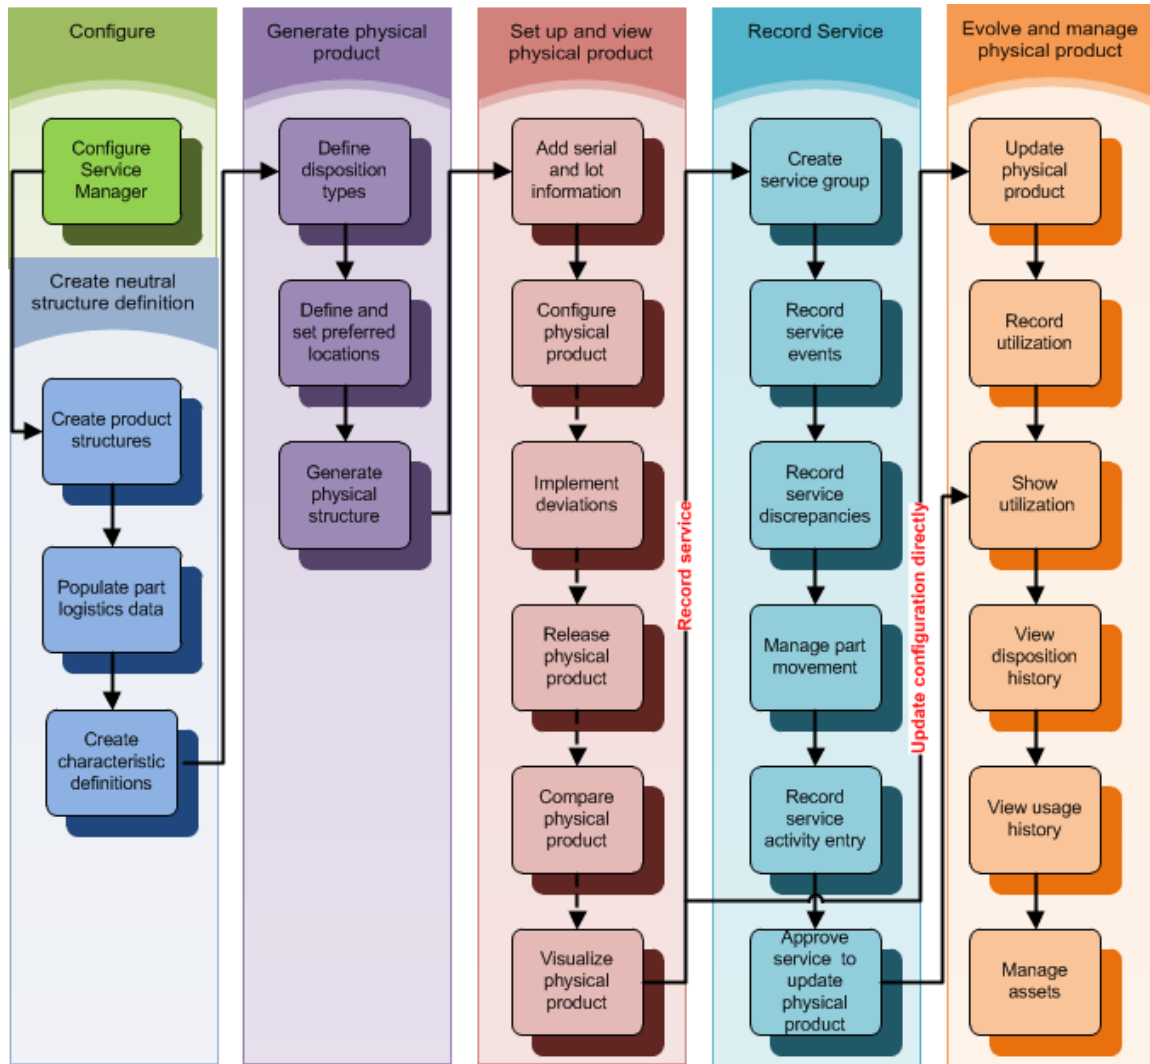 Configure
Configure
Service
Manager
Create neutral
structure definition
Create product
structures
Populate part
logistics data
Create
characteristic
definitions
Generate physical
product
Define
disposition
types
Define and
set preferred
locations
Generate
physical
structure
Set up and view
physical product
Add serial
and lot
information
Configure
physical
product
Implement
deviations
Release
physical
product
Compare
physical
product
Visualize
physical
product
Record service
Record Service
Create
service group
Record
service
events
Record
service
discrepancies
Manage part
movement
Record
service
activity entry
Approve
service to
update
physical
product
Update configuration directly
Evolve and manage
physical product
Update
physical
product
Record
utilization
Show
utilization
View
disposition
history
View usage
history
Manage
assets